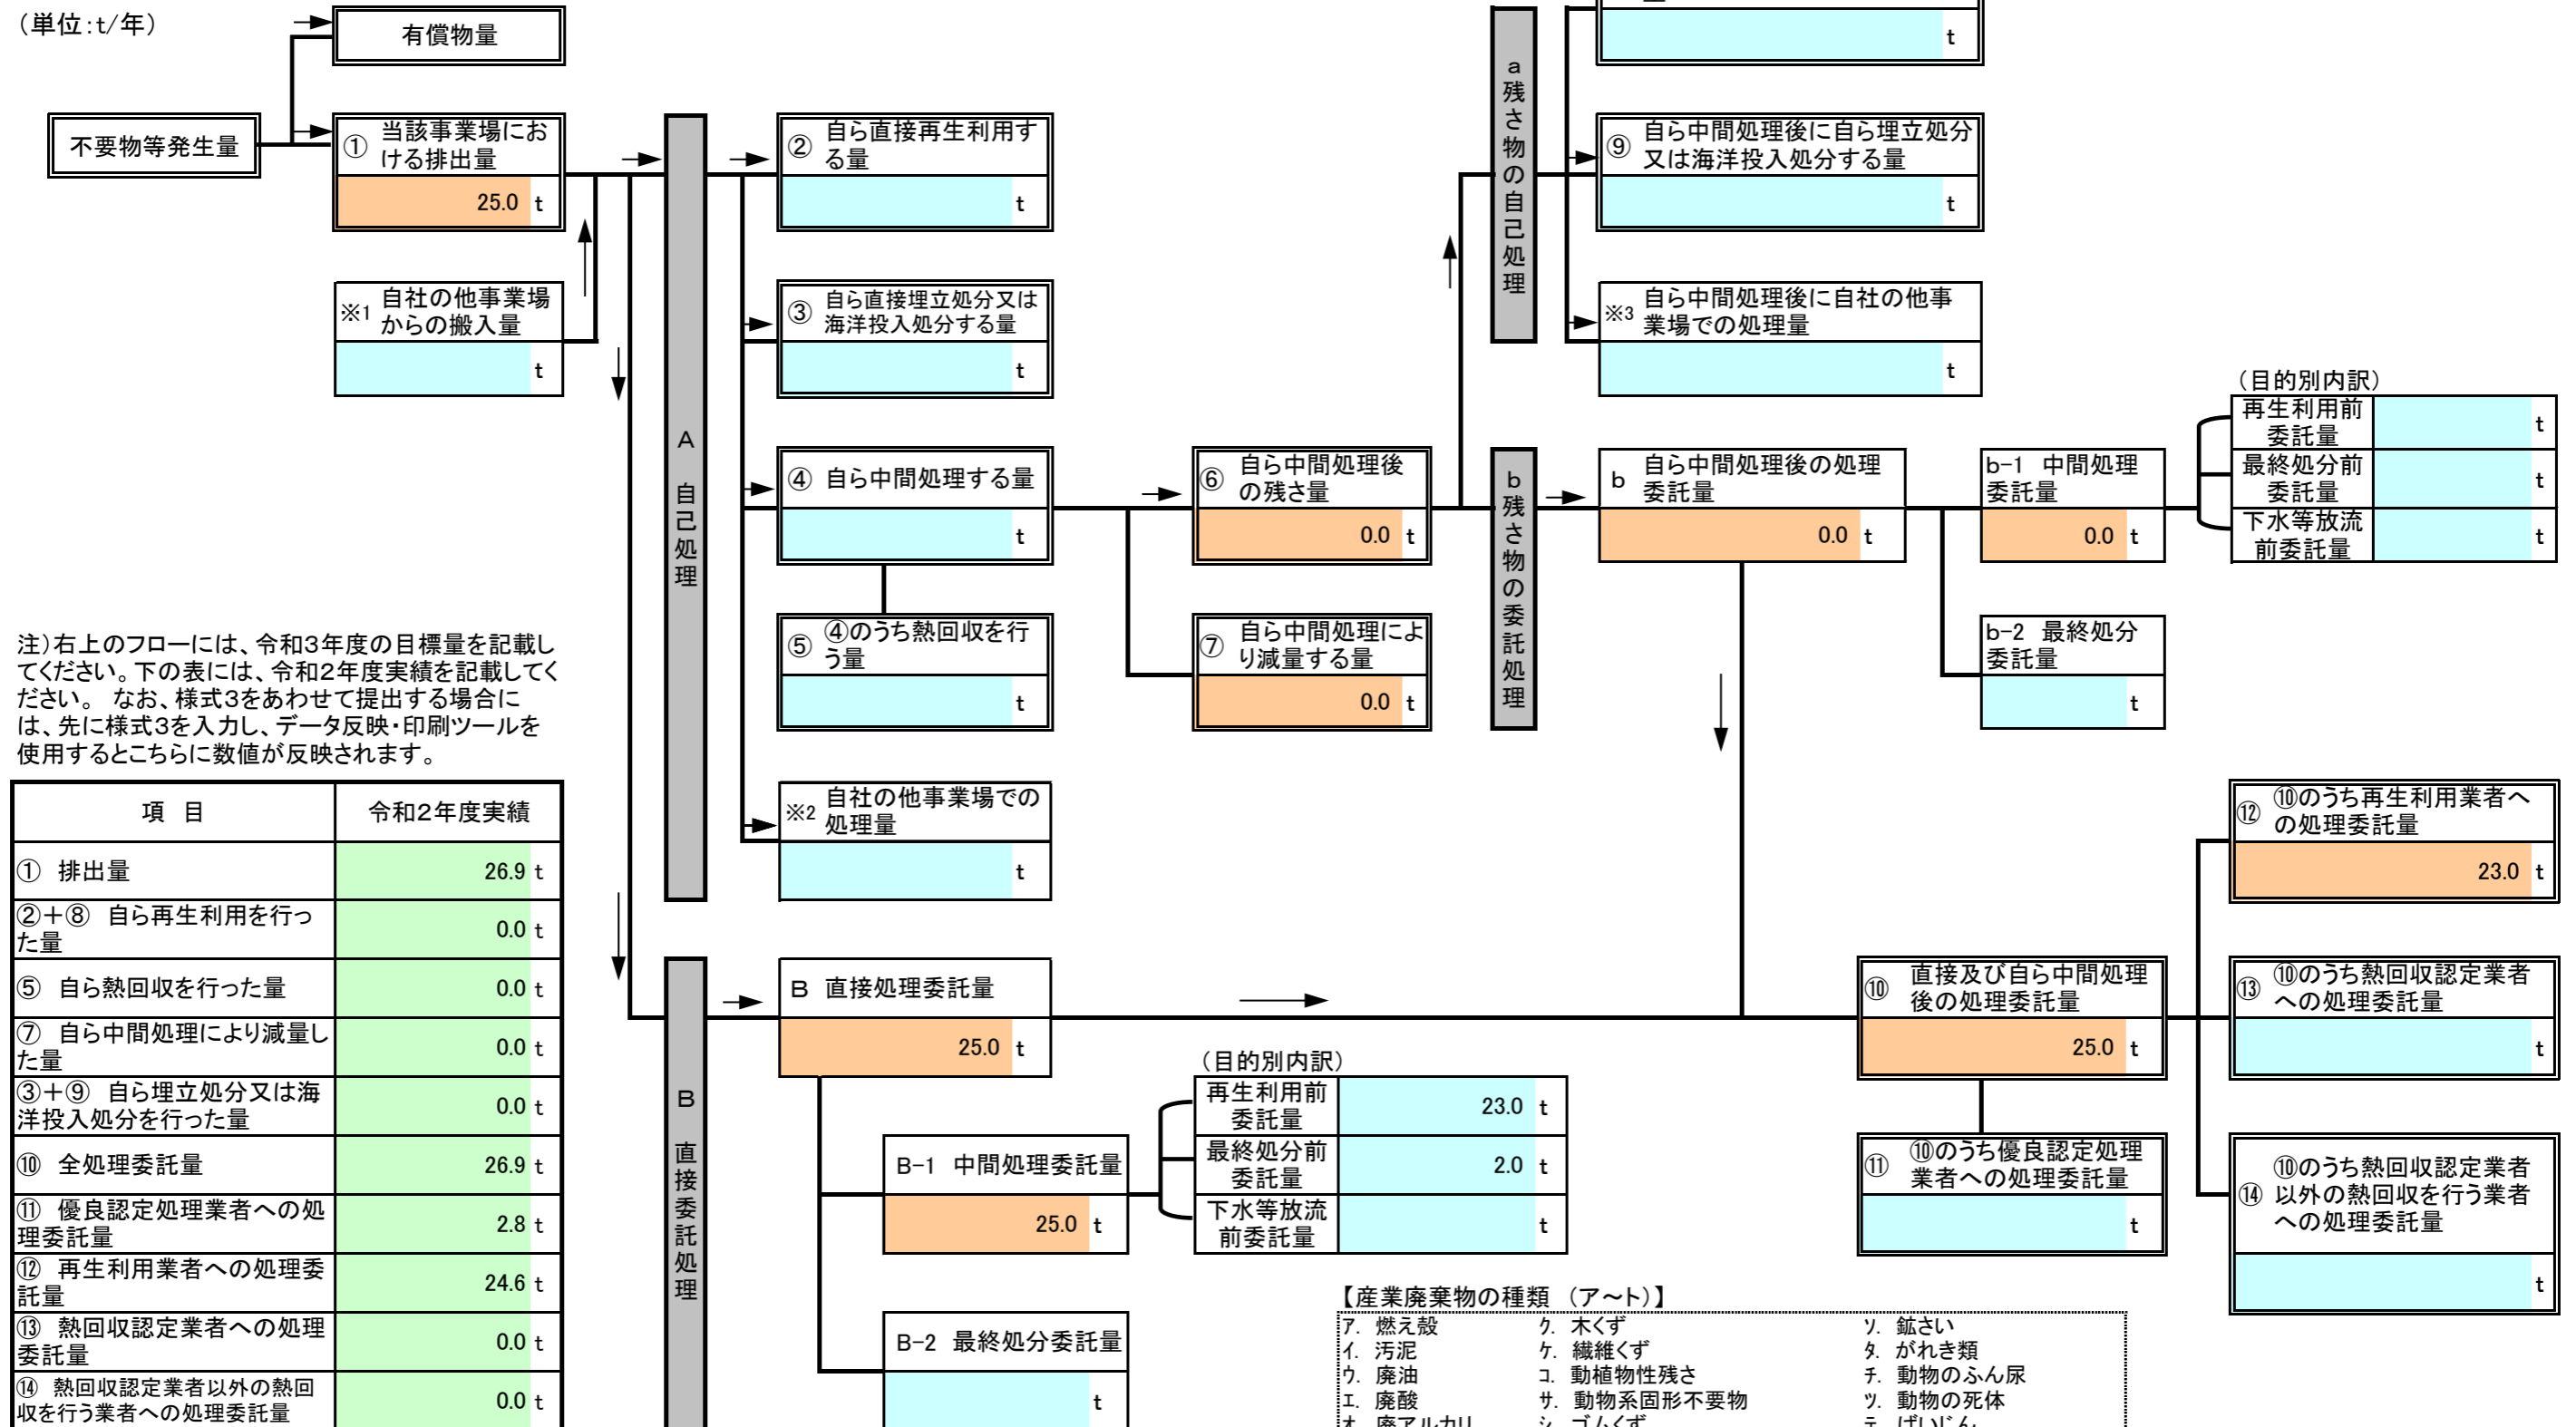 （単位:t/年）
有償物量
不要物等発生量
① 当該事業場にお
ける排出量
25.0 t
※1 自社の他事業場
からの搬入量
t
A 自己処理
② 自ら直接再生利用す
る量
t
③ 自ら直接埋立処分又は
海洋投入処分する量
t
④ 自ら中間処理する量
t
⑤ ④のうち熱回収を行
う量
t
※2 自社の他事業場での
処理量
t
⑥ 自ら中間処理後
の残さ量
0.0 t
⑦ 自ら中間処理によ
り減量する量
0.0 t
a 残さ物の自己処理
t
⑨ 自ら中間処理後に自ら埋立処分
又は海洋投入処分する量
t
※3 自ら中間処理後に自社の他事
業場での処理量
t
b 残さ物の委託処理
b 自ら中間処理後の処理
委託量
0.0 t
b-1 中間処理
委託量
0.0 t
b-2 最終処分
委託量
t
（目的別内訳）
再生利用前
委託量
t
最終処分前
委託量
t
下水等放流
前委託量
t
注）右上のフローには、令和3年度の目標量を記載し
てください。下の表には、令和2年度実績を記載してく
ださい。 なお、様式3をあわせて提出する場合に
は、先に様式3を入力し、データ反映・印刷ツールを
使用するとこちらに数値が反映されます。
項 目 令和2年度実績
① 排出量 26.9 t
②＋⑧ 自ら再生利用を行っ
た量 0.0 t
⑤ 自ら熱回収を行った量 0.0 t
⑦ 自ら中間処理により減量し
た量 0.0 t
③＋⑨ 自ら埋立処分又は海
洋投入処分を行った量 0.0 t
⑩ 全処理委託量 26.9 t
⑪ 優良認定処理業者への処
理委託量 2.8 t
⑫ 再生利用業者への処理委
託量 24.6 t
⑬ 熱回収認定業者への処理
委託量 0.0 t
⑭ 熱回収認定業者以外の熱回
収を行う業者への処理委託量 0.0 t
B 直接委託処理
B 直接処理委託量
25.0 t
B-1 中間処理委託量
25.0 t
B-2 最終処分委託量
t
（目的別内訳）
再生利用前
委託量
23.0 t
最終処分前
委託量
2.0 t
下水等放流
前委託量
t
⑩ 直接及び自ら中間処理
後の処理委託量
25.0 t
⑪ ⑩のうち優良認定処理
業者への処理委託量
t
⑫ ⑩のうち再生利用業者へ
の処理委託量
23.0 t
⑬ ⑩のうち熱回収認定業者
への処理委託量
t
⑭ ⑩のうち熱回収認定業者
以外の熱回収を行う業者
への処理委託量
t
【産業廃棄物の種類 （ア～ト）】
ア. 燃え殻 ク. 木くず ソ. 鉱さい
イ. 汚泥 ケ. 繊維くず タ. がれき類
ウ. 廃油 コ. 動植物性残さ チ. 動物のふん尿
エ. 廃酸 サ. 動物系固形不要物 ツ. 動物の死体
オ. 廃アルカリ シ. ゴムくず テ. ばいじん